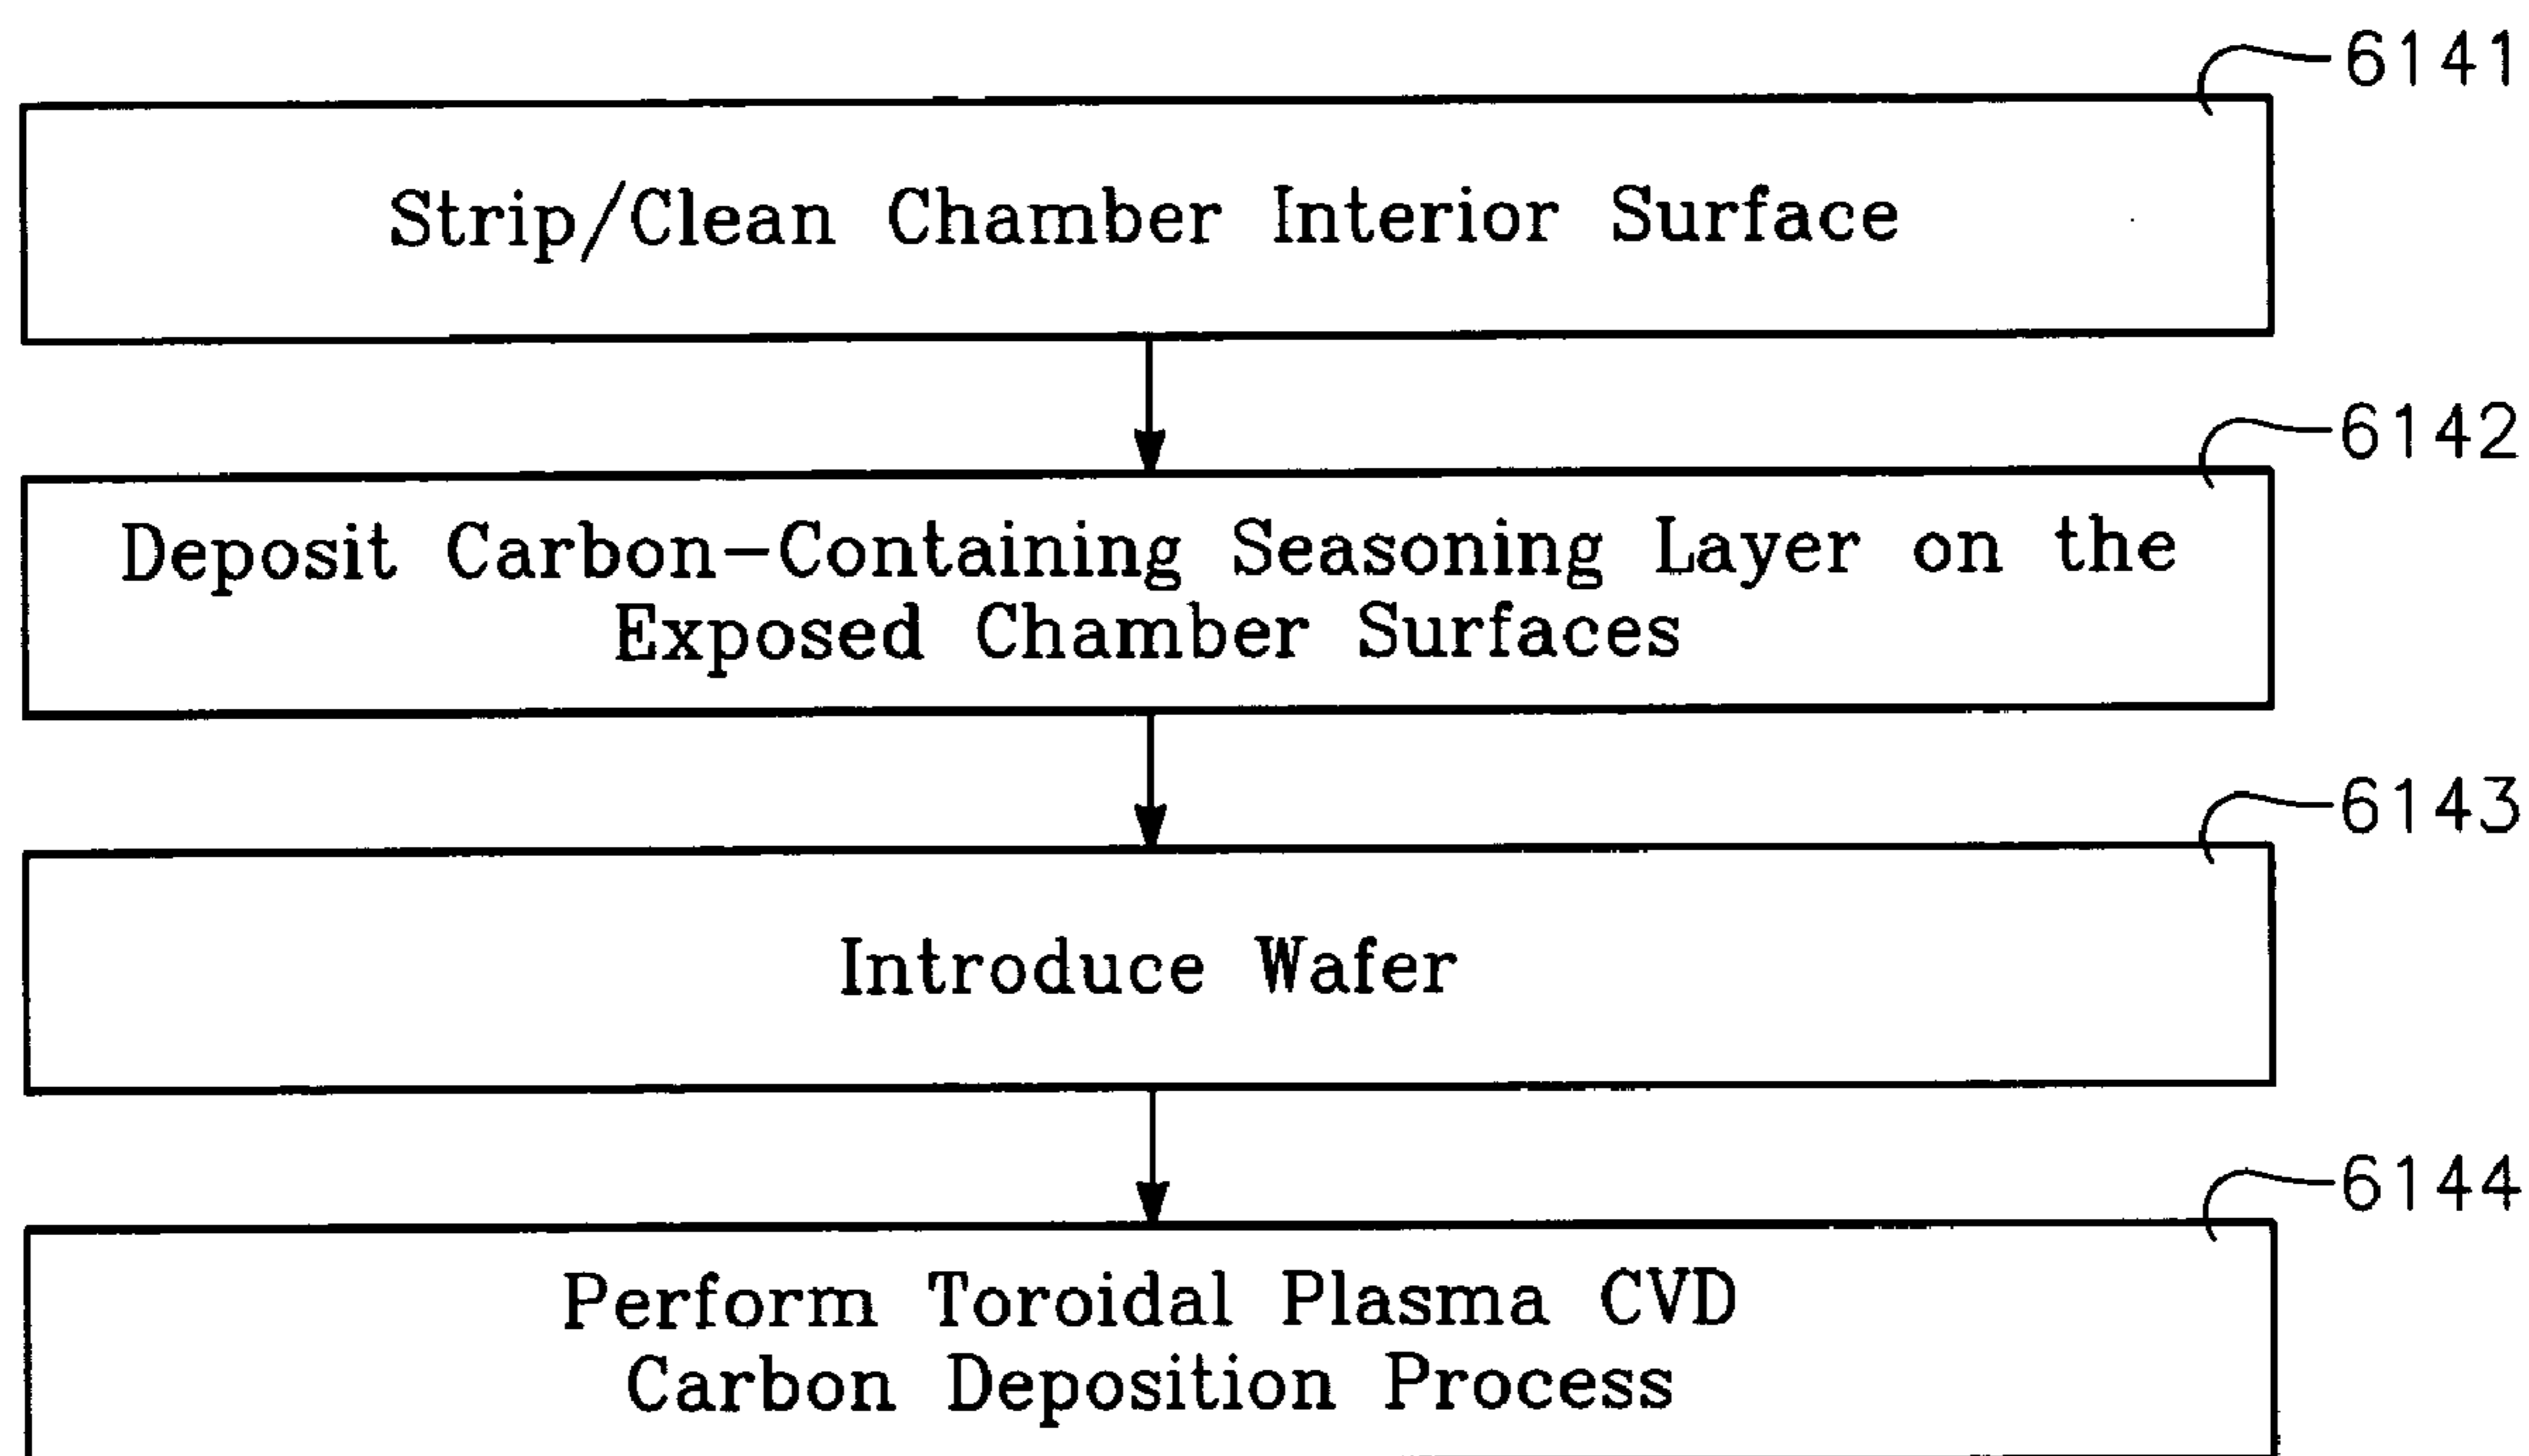 6141
Strip/Clean Chamber Interior Surface
6142
Deposit Carbon-Containing Seasoning Layer on the
Exposed Chamber Surfaces
6143
Introduce Wafer
6144
Perform Toroidal Plasma CVD
Carbon Deposition Process